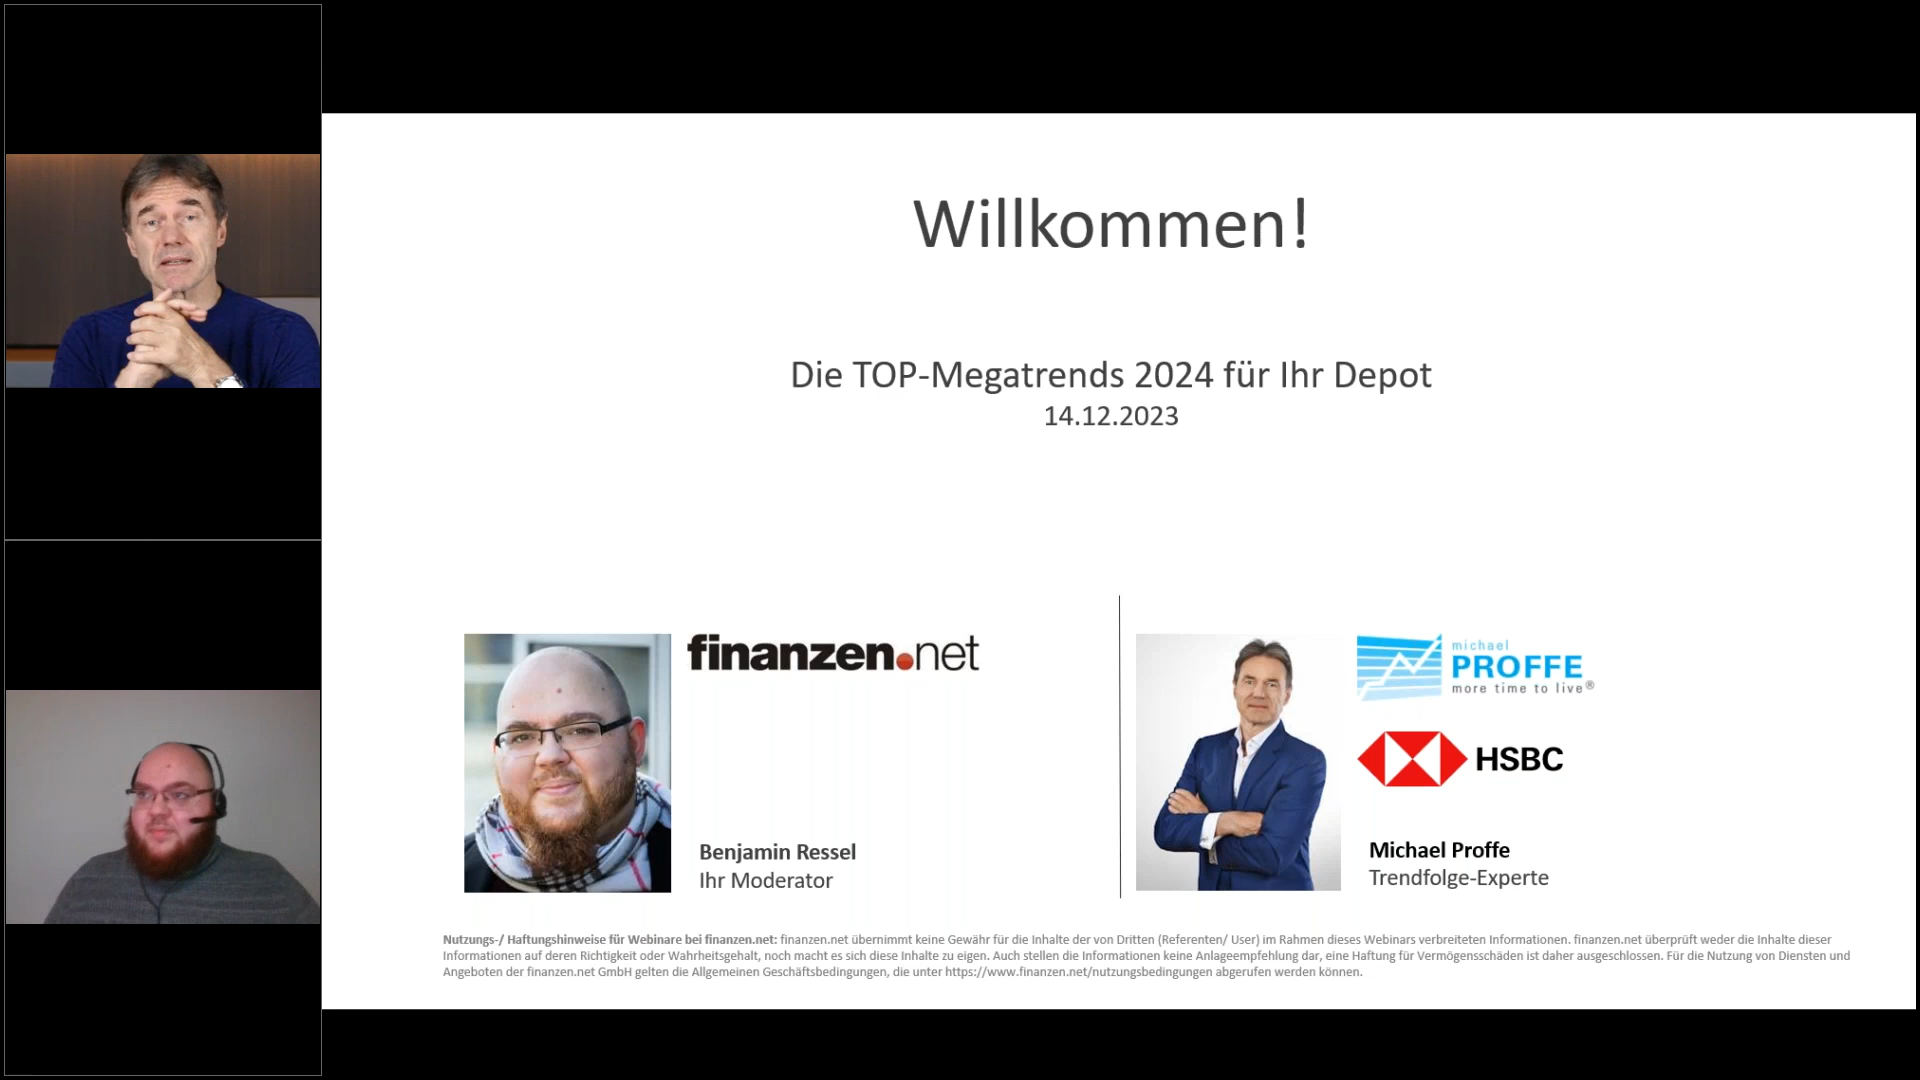 Willkommen!
Die TOP-Megatrends 2024 für Ihr Depot
14.12.2023
finanzen.net
Benjamin Ressel
Ihr Moderator
michael
PROFFE
more time to live®
HSBC
Michael Proffe
Trendfolge-Experte
Nutzungs-/ Haftungshinweise für Webinare bei finanzen.net: finanzen.net übernimmt keine Gewähr für die Inhalte der von Dritten (Referenten/ User) im Rahmen dieses Webinars verbreiteten Informationen. finanzen.net überprüft weder die Inhalte dieser
Informationen auf deren Richtigkeit oder Wahrheitsgehalt, noch macht es sich diese Inhalte zu eigen. Auch stellen die Informationen keine Anlageempfehlung dar, eine Haftung für Vermögensschäden ist daher ausgeschlossen. Für die Nutzung von Diensten und
Angeboten der finanzen.net GmbH gelten die Allgemeinen Geschäftsbedingungen, die unter https://www.finanzen.net/nutzungsbedingungen abgerufen werden können.